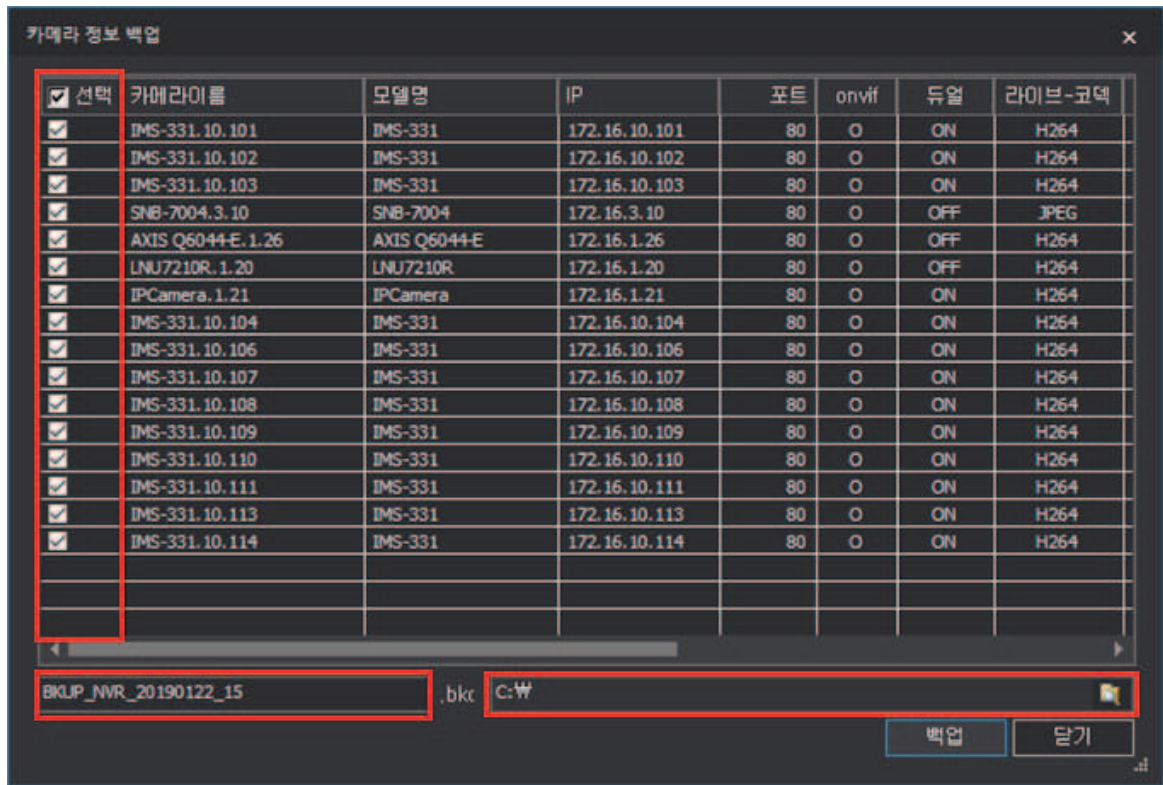 카메라 정보 백업
선택 카메라이름 모델명 IP 포트 onvif 듀얼 라이브-코덱
IMS-331.10.101 IMS-331 172.16.10.101 80 O ON H264
IMS-331.10.102 IMS-331 172.16.10.102 80 O ON H264
IMS-331.10.103 IMS-331 172.16.10.103 80 O ON H264
SNB-7004.3.10 SNB-7004 172.16.3.10 80 O OFF JPEG
AXIS Q6044-E.1.26 AXIS Q6044-E 172.16.1.26 80 O OFF H264
LNU7210R.1.20 LNU7210R 172.16.1.20 80 O OFF H264
IPCamera.1.21 IPCamera 172.16.1.21 80 O ON H264
IMS-331.10.104 IMS-331 172.16.10.104 80 O ON H264
IMS-331.10.106 IMS-331 172.16.10.106 80 O ON H264
IMS-331.10.107 IMS-331 172.16.10.107 80 O ON H264
IMS-331.10.108 IMS-331 172.16.10.108 80 O ON H264
IMS-331.10.109 IMS-331 172.16.10.109 80 O ON H264
IMS-331.10.110 IMS-331 172.16.10.110 80 O ON H264
IMS-331.10.111 IMS-331 172.16.10.111 80 O ON H264
IMS-331.10.113 IMS-331 172.16.10.113 80 O ON H264
IMS-331.10.114 IMS-331 172.16.10.114 80 O ON H264
BKUP_NVR_20190122_15 .bkc C:₩
백업 닫기